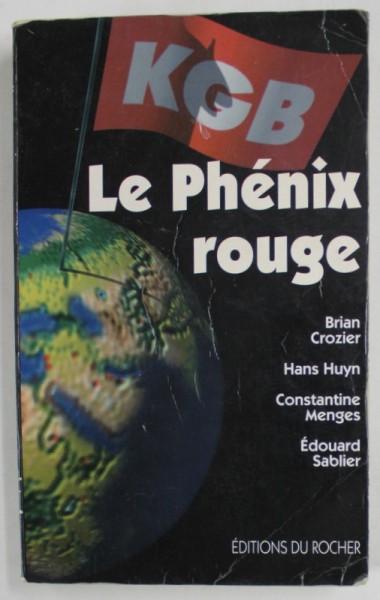 KGB
Le Phénix
rouge
Brian
Crozier
Hans Huyn
Constantine
Menges
Édouard
Sablier
ÉDITIONS DU ROCHER